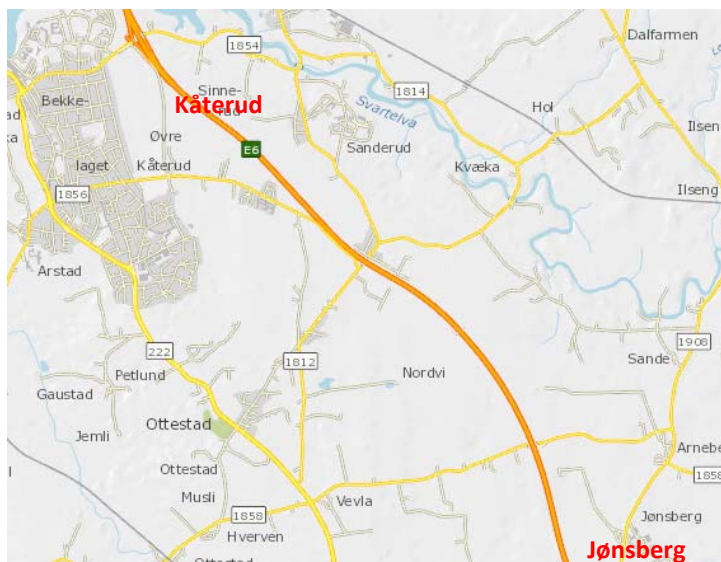 Dalfarmen
1854
Sinne-
rud
Kåterud
1814
Bekke-
Svartelva
Hol
Øvre
E6
Sanderud
laget
Kåterud
Kvæka
Ilseng
1856
Arstad
1908
222
1812
Sande
Petlund
Nordvi
Gaustad
Ottestad
Jemli
Arnebe
Ottestad
1858
Musli
Vevla
1858
Jønsberg
Hverven
Jønsberg